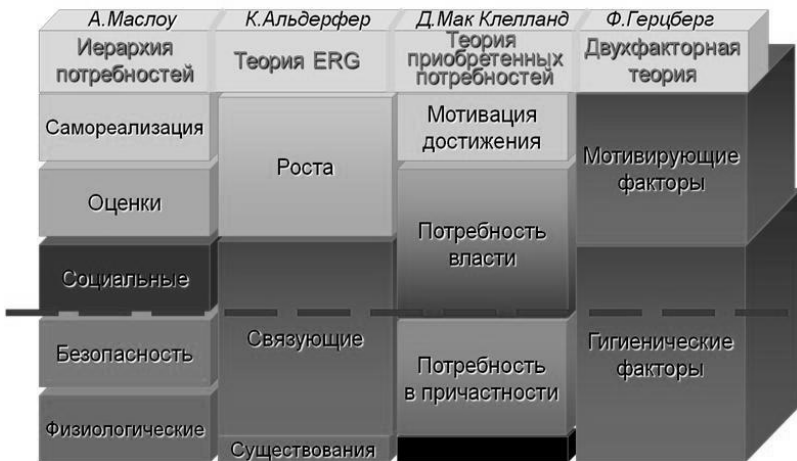 А.Маслоу
Иерархия
потребностей
Самореализация
Оценки
Социальные
Безопасность
Физиологические
К.Альдерфер
Теория ERG
Роста
Связующие
Существования
Д.Мак Клелланд
Теория
приобретенных
потребностей
Мотивация
достижения
Потребность
власти
Потребность
в причастности
Ф.Герцберг
Двухфакторная
теория
Мотивирующие
факторы
Гигиенические
факторы